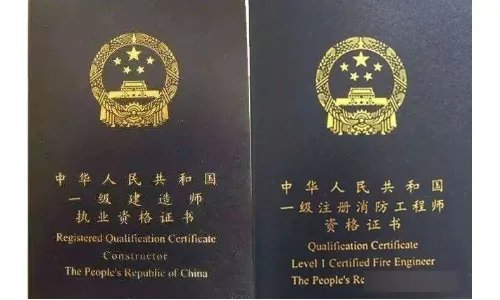 中华人民共和国
一级建造师
执业资格证书
Registered Qualification Certificate
Constructor
The People's Republic of China
中华人民共和国
一级注册消防工程师
资格证书
Qualification Certificate
Level 1 Certified Fire Engineer
The People's